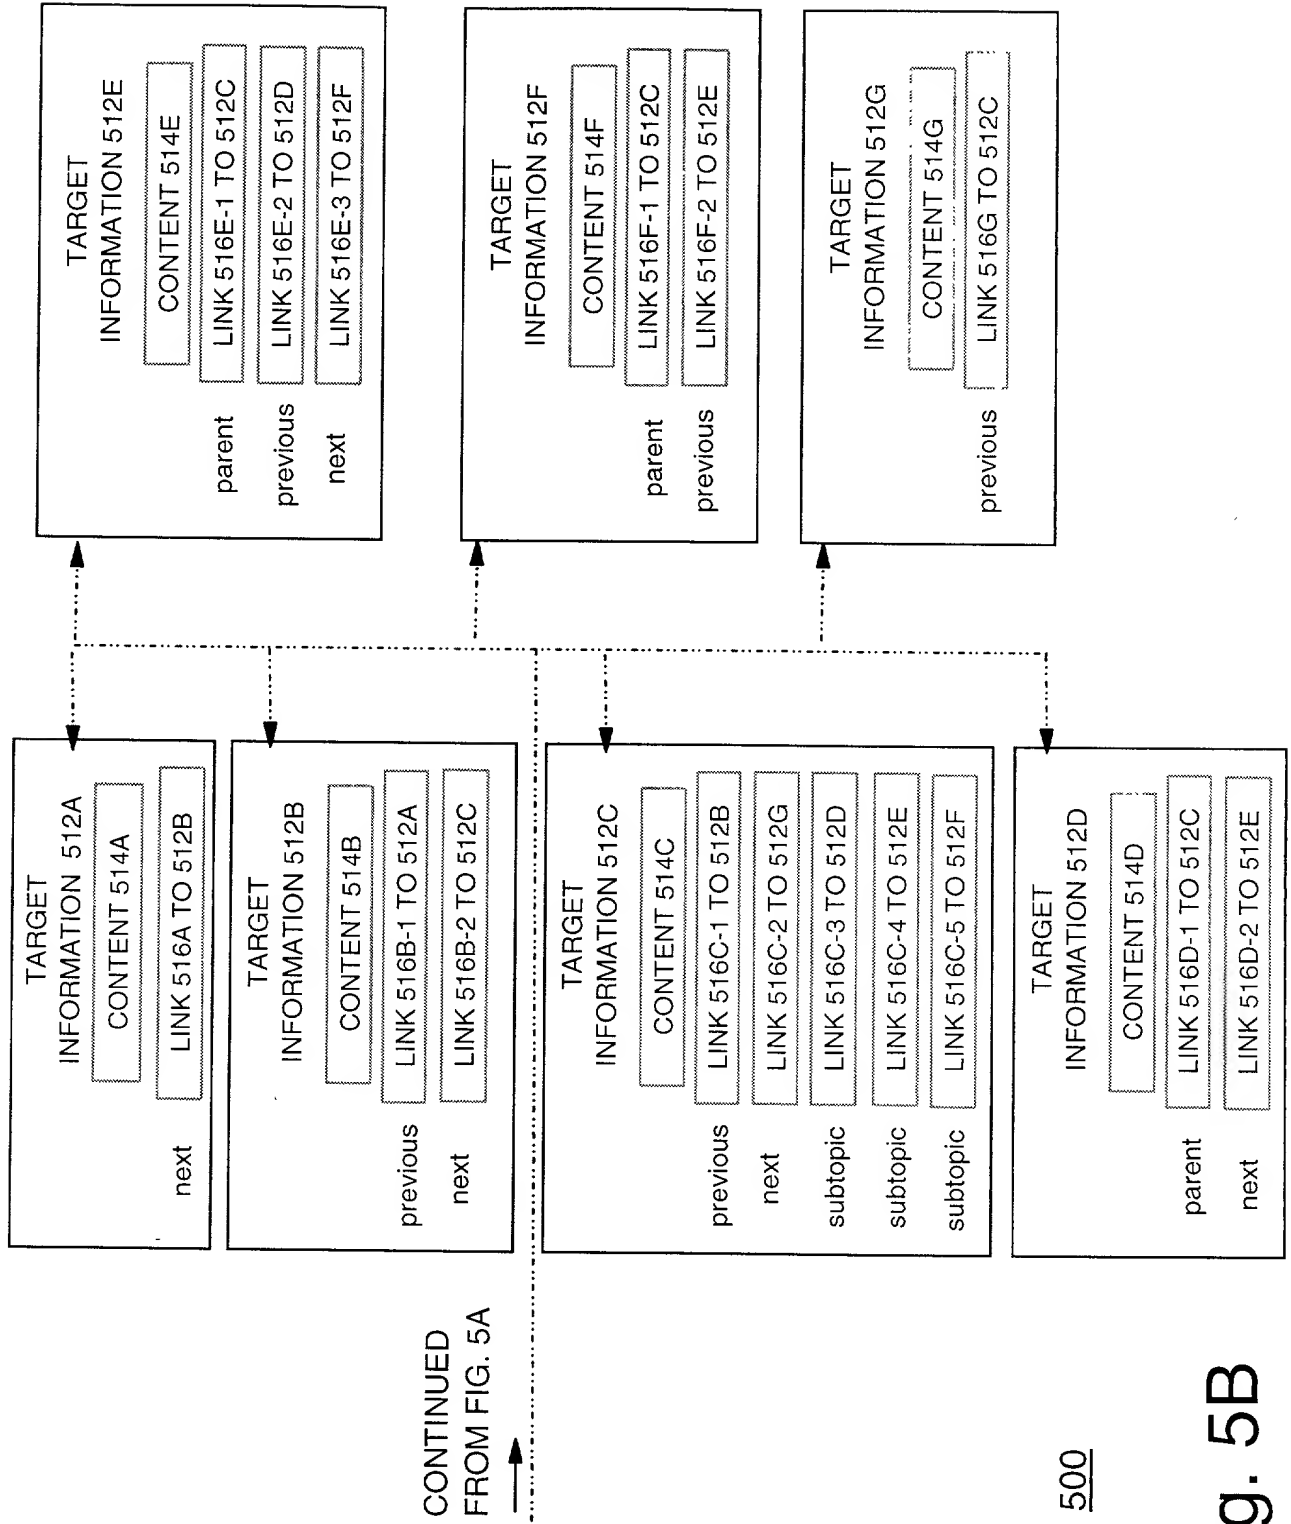 TARGET
INFORMATION 512A
CONTENT 514A
next LINK 516A TO 512B
TARGET
INFORMATION 512B
CONTENT 514B
previous LINK 516B-1 TO 512A
next LINK 516B-2 TO 512C
CONTINUED
FROM FIG. 5A
TARGET
INFORMATION 512C
CONTENT 514C
previous LINK 516C-1 TO 512B
next LINK 516C-2 TO 512G
subtopic LINK 516C-3 TO 512D
subtopic LINK 516C-4 TO 512E
subtopic LINK 516C-5 TO 512F
TARGET
INFORMATION 512D
CONTENT 514D
parent LINK 516D-1 TO 512C
next LINK 516D-2 TO 512E
TARGET
INFORMATION 512E
CONTENT 514E
parent LINK 516E-1 TO 512C
previous LINK 516E-2 TO 512D
next LINK 516E-3 TO 512F
TARGET
INFORMATION 512F
CONTENT 514F
parent LINK 516F-1 TO 512C
previous LINK 516F-2 TO 512E
TARGET
INFORMATION 512G
CONTENT 514G
previous LINK 516G TO 512C
500
g. 5B